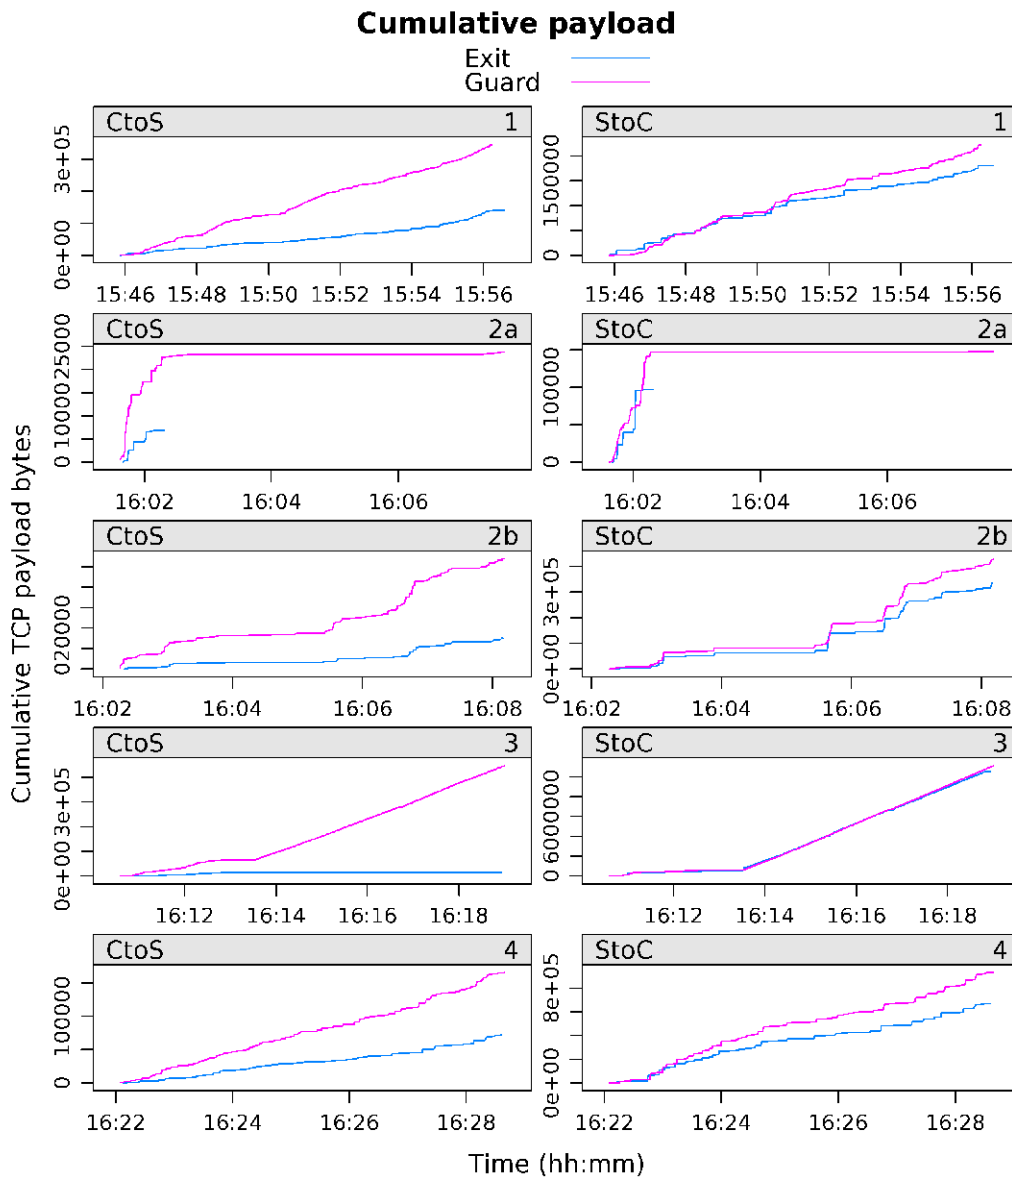 Cumulative payload
Exit
Guard
Cumulative TCP payload bytes
CtoS 1
0e+00 3e+05
15:46 15:48 15:50 15:52 15:54 15:56
StoC 1
0 1500000
15:46 15:48 15:50 15:52 15:54 15:56
CtoS 2a
0 10000 25000
16:02 16:04 16:06
StoC 2a
0 100000
16:02 16:04 16:06
CtoS 2b
0 20000
16:02 16:04 16:06 16:08
StoC 2b
0e+00 3e+05
16:02 16:04 16:06 16:08
CtoS 3
0e+00 3e+05
16:12 16:14 16:16 16:18
StoC 3
0 6000000
16:12 16:14 16:16 16:18
CtoS 4
0 100000
16:22 16:24 16:26 16:28
StoC 4
0e+00 8e+05
16:22 16:24 16:26 16:28
Time (hh:mm)